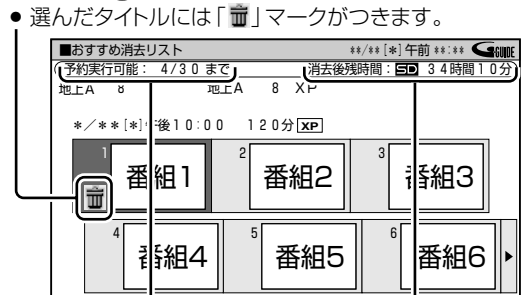 ● 選んだタイトルには「🗑」マークがつきます。
■おすすめ消去リスト **/**[*]午前 **:** GGUIDE
予約実行可能： 4/30 まで 消去後残時間：SD 34時間10分
地上A 8 地上A 8 XP
*/**[*]午後10:00 120分 XP
1 番組1 2 番組2 3 番組3
4 番組4 5 番組5 6 番組6